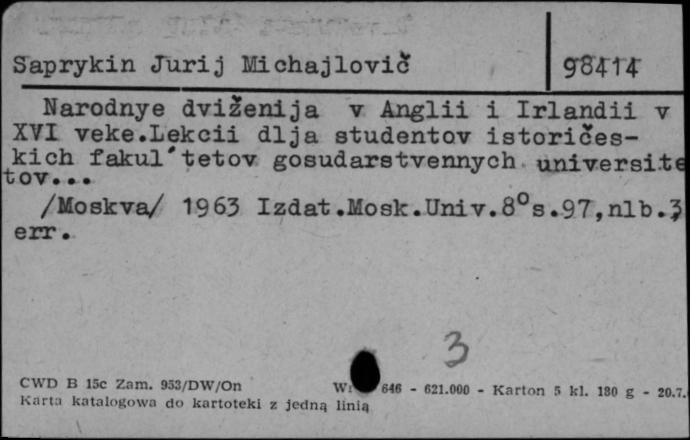 Saprykin Jurij Michajlovič
98414
Narodnye dviženija v Anglii i Irlandii v
XVI veke.Lekcii dlja studentov istoričes-
kich fakul'tetov gosudarstvennych universite
tov...
/Moskva/ 1963 Izdat.Mosk.Univ.8°s.97,nlb.3
err.
3
CWD B 15c Zam. 953/DW/On 646 - 621.000 - Karton 5 kl. 180 g - 20.7.
Karta katalogowa do kartoteki z jedną linią